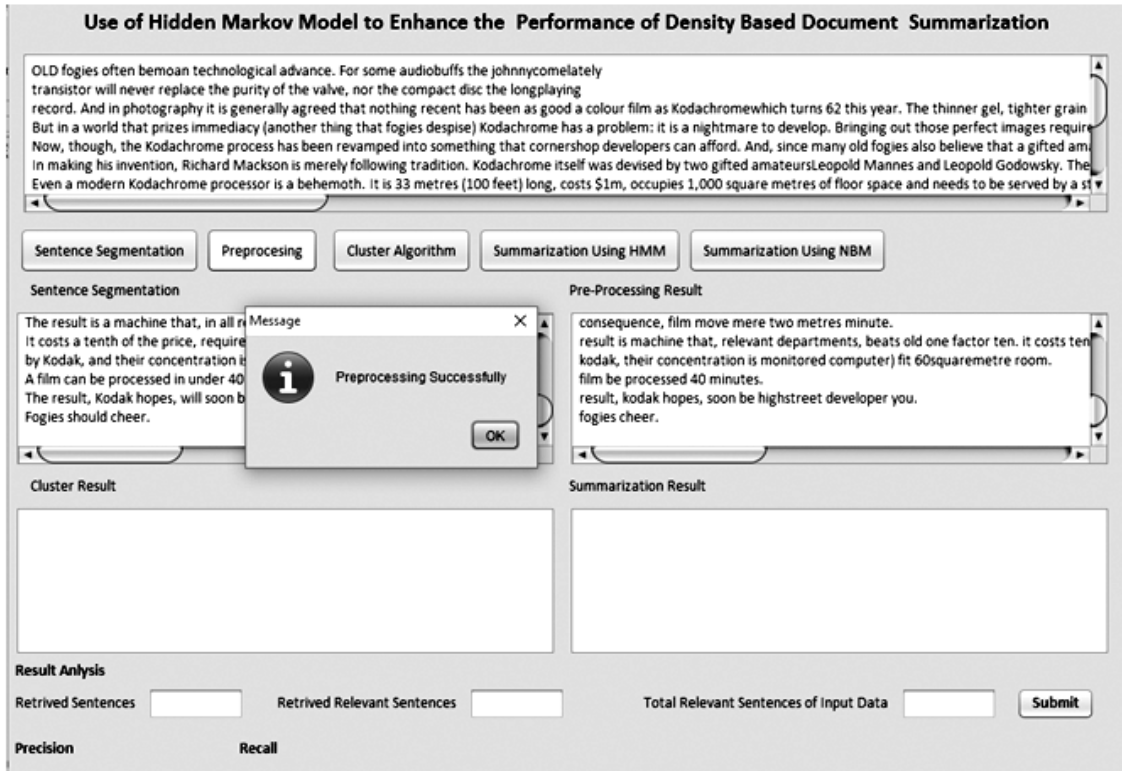 Use of Hidden Markov Model to Enhance the Performance of Density Based Document Summarization
OLD fogies often bemoan technological advance. For some audiobuffs the johnnycomelately
transistor will never replace the purity of the valve, nor the compact disc the longplaying
record. And in photography it is generally agreed that nothing recent has been as good a colour film as Kodachromewhich turns 62 this year. The thinner gel, tighter grain
But in a world that prizes immediacy (another thing that fogies despise) Kodachrome has a problem: it is a nightmare to develop. Bringing out those perfect images require
Now, though, the Kodachrome process has been revamped into something that cornershop developers can afford. And, since many old fogies also believe that a gifted am
In making his invention, Richard Mackson is merely following tradition. Kodachrome itself was devised by two gifted amateursLeopold Mannes and Leopold Godowsky. The
Even a modern Kodachrome processor is a behemoth. It is 33 metres (100 feet) long, costs $1m, occupies 1,000 square metres of floor space and needs to be served by a st
Sentence Segmentation Preprocesing Cluster Algorithm Summarization Using HMM Summarization Using NBM
Sentence Segmentation
The result is a machine that, in all re
It costs a tenth of the price, require
by Kodak, and their concentration is
A film can be processed in under 40
The result, Kodak hopes, will soon b
Fogies should cheer.
Message
Preprocessing Successfully
OK
Pre-Processing Result
consequence, film move mere two metres minute.
result is machine that, relevant departments, beats old one factor ten. it costs ten
kodak, their concentration is monitored computer) fit 60squaremetre room.
film be processed 40 minutes.
result, kodak hopes, soon be highstreet developer you.
fogies cheer.
Cluster Result
Summarization Result
Result Anlysis
Retrived Sentences Retrived Relevant Sentences Total Relevant Sentences of Input Data Submit
Precision Recall